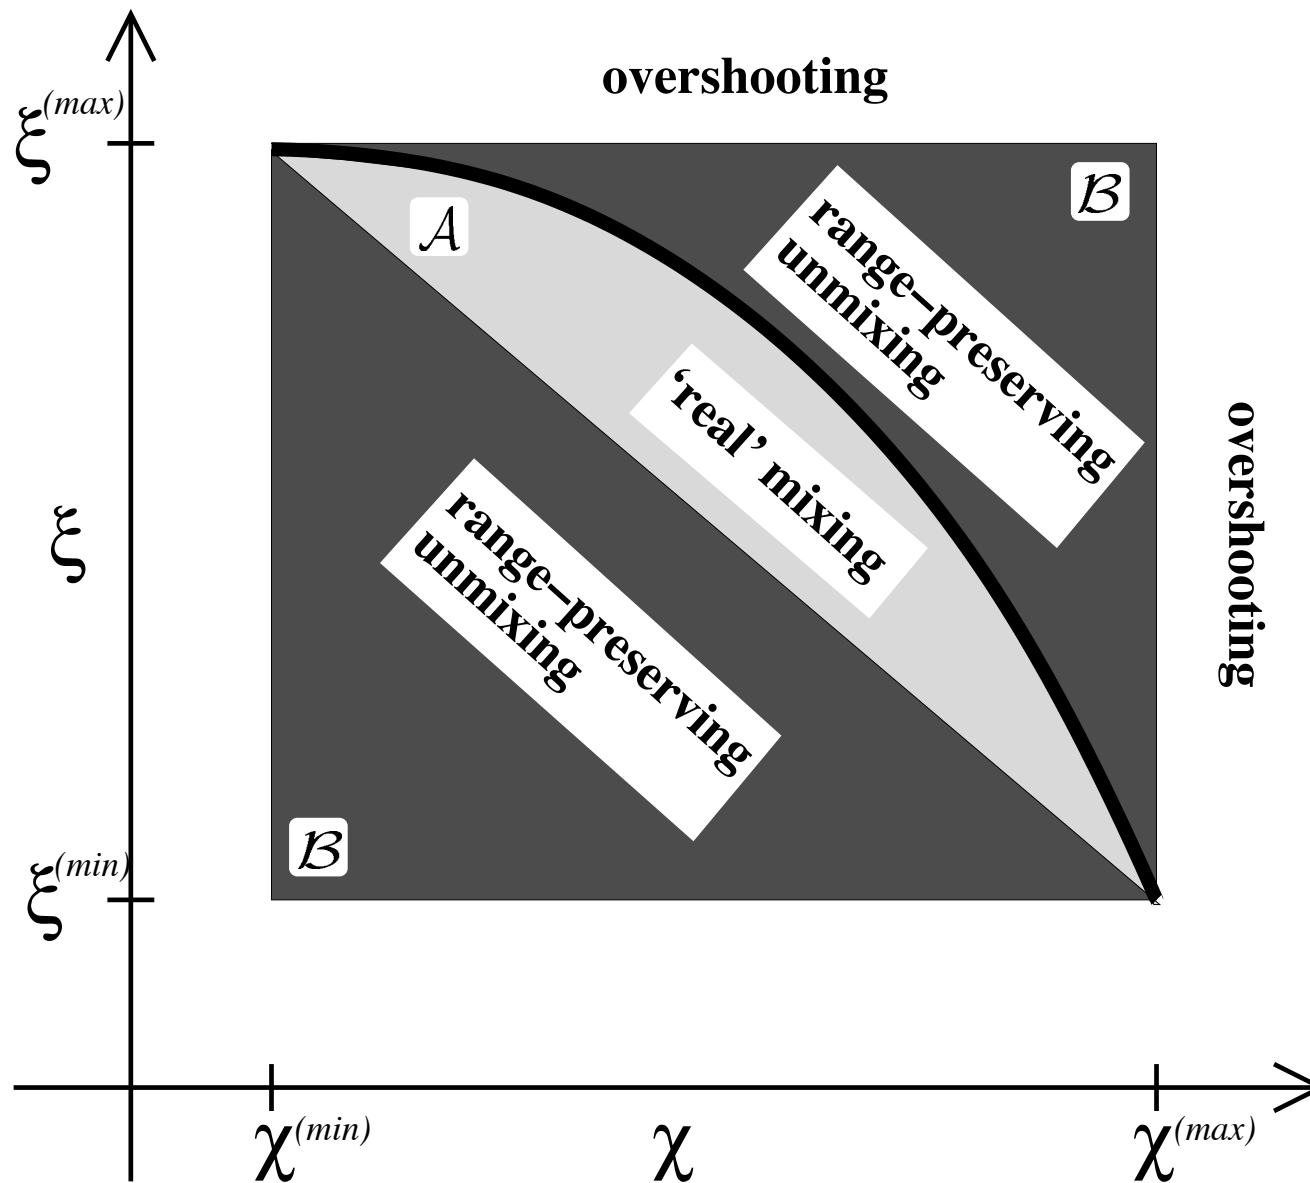 overshooting
ξ(max)
ℬ
range–preserving
unmixing
𝒜
‘real’ mixing
overshooting
ξ
range–preserving
unmixing
ℬ
ξ(min)
χ(min)
χ
χ(max)